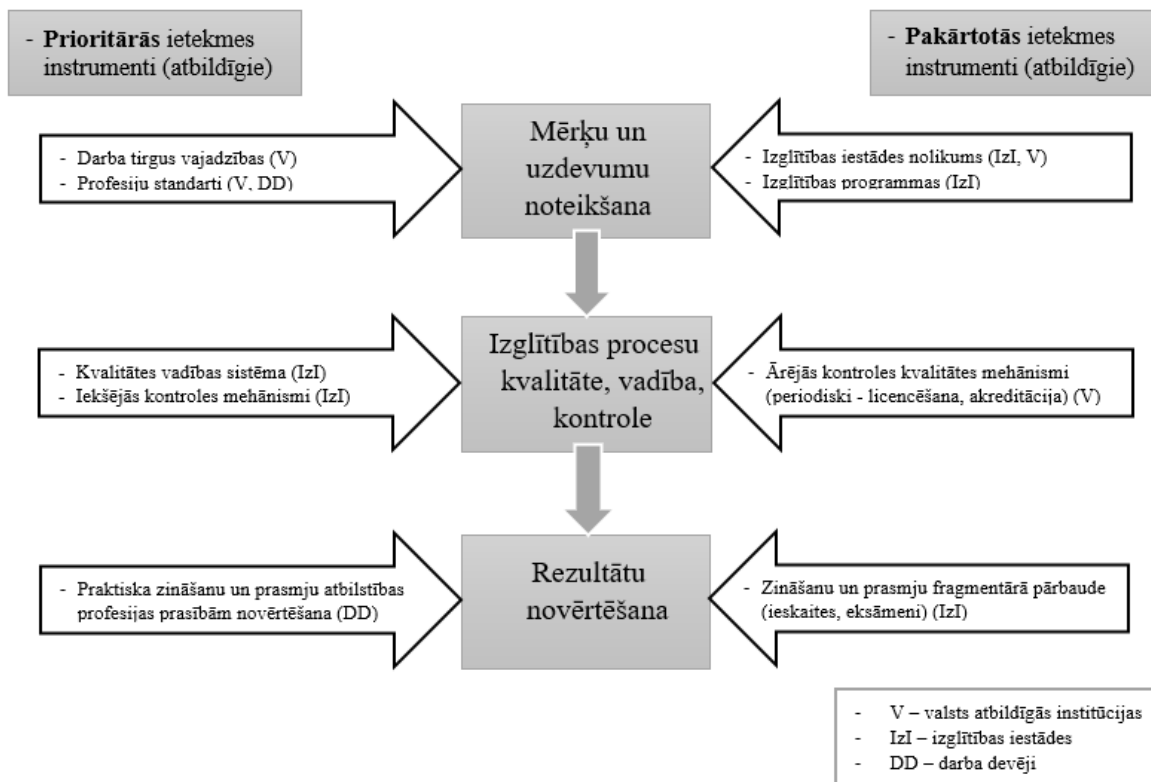 - Prioritārās ietekmes
instrumenti (atbildīgie)
- Pakārtotās ietekmes
instrumenti (atbildīgie)
- Darba tirgus vajadzības (V)
- Profesiju standarti (V, DD)
Mērķu un
uzdevumu
noteikšana
- Izglītības iestādes nolikums (IzI, V)
- Izglītības programmas (IzI)
- Kvalitātes vadības sistēma (IzI)
- Iekšējās kontroles mehānismi (IzI)
Izglītības procesu
kvalitāte, vadība,
kontrole
- Ārējās kontroles kvalitātes mehānismi
(periodiski - licencēšana, akreditācija) (V)
- Praktiska zināšanu un prasmju atbilstības
profesijas prasībām novērtēšana (DD)
Rezultātu
novērtēšana
- Zināšanu un prasmju fragmentārā pārbaude
(ieskaites, eksāmeni) (IzI)
- V – valsts atbildīgās institūcijas
- IzI – izglītības iestādes
- DD – darba devēji